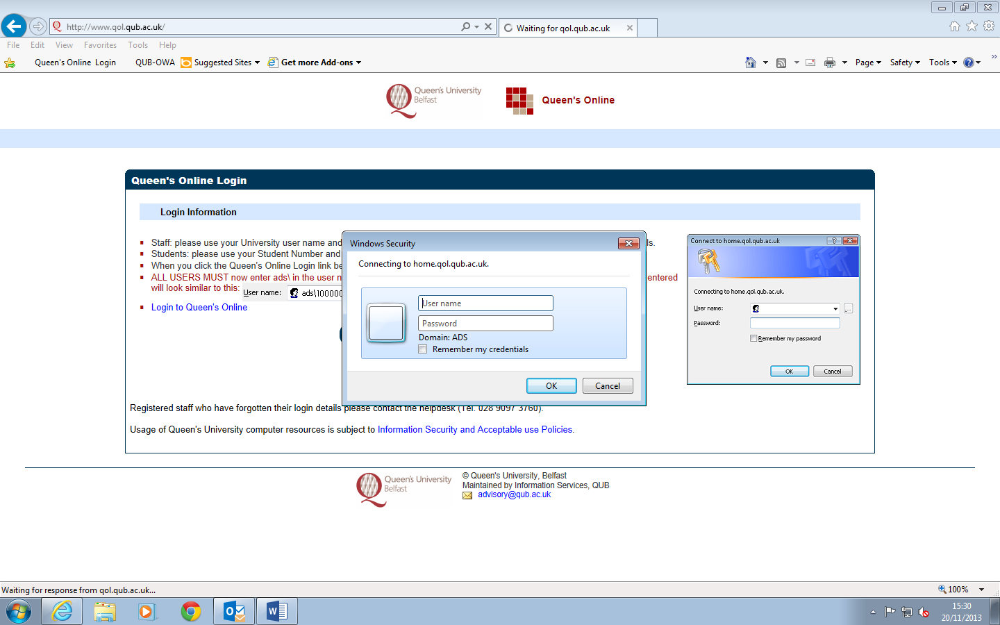 http://www.qol.qub.ac.uk/
Waiting for qol.qub.ac.uk
File Edit View Favorites Tools Help
Queen's Online Login QUB-OWA Suggested Sites Get more Add-ons Page Safety Tools
Queen's University
Belfast
Queen's Online
Queen's Online Login
Login Information
Staff: please use your University user name and
Students: please use your Student Number and
When you click the Queen's Online Login link be
ALL USERS MUST now enter ads\ in the user n
entered
will look similar to this: User name: ads\10000
Login to Queen's Online
Windows Security
Connecting to home.qol.qub.ac.uk.
User name
Password
Domain: ADS
Remember my credentials
OK Cancel
Connect to home.qol.qub.ac.uk
Connecting to home.qol.qub.ac.uk.
User name:
Password:
Remember my password
OK Cancel
Registered staff who have forgotten their login details please contact the helpdesk (Tel. 028 9097 3760).
Usage of Queen's University computer resources is subject to Information Security and Acceptable use Policies.
Queen's University
Belfast
© Queen's University, Belfast
Maintained by Information Services, QUB
advisory@qub.ac.uk
Waiting for response from qol.qub.ac.uk...
100%
15:30
20/11/2013